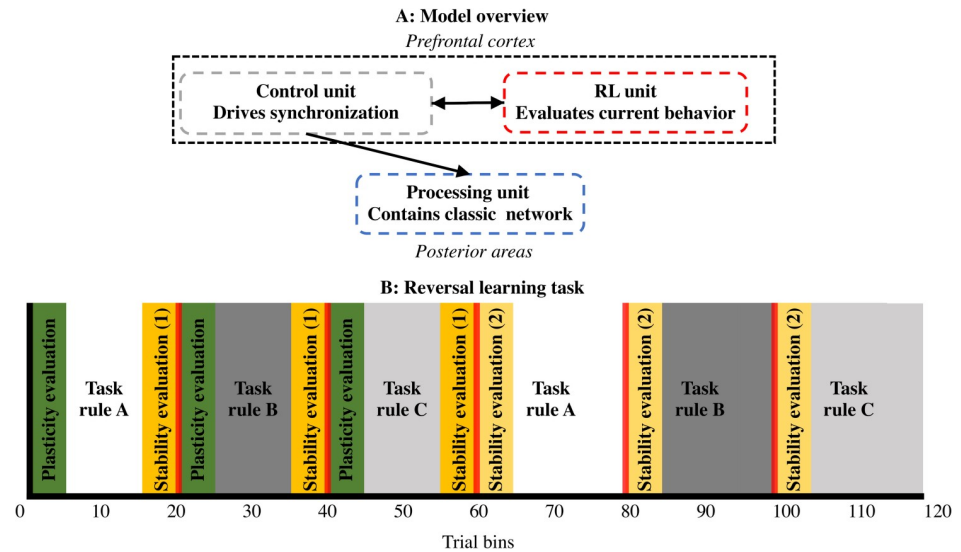 A: Model overview
Prefrontal cortex
Control unit
Drives synchronization
RL unit
Evaluates current behavior
Processing unit
Contains classic network
Posterior areas
B: Reversal learning task
Plasticity evaluation
Task
rule A
Stability evaluation (1)
Plasticity evaluation
Task
rule B
Stability evaluation (1)
Plasticity evaluation
Task
rule C
Stability evaluation (1)
Stability evaluation (2)
Task
rule A
Stability evaluation (2)
Task
rule B
Stability evaluation (2)
Task
rule C
0 10 20 30 40 50 60 70 80 90 100 110 120
Trial bins